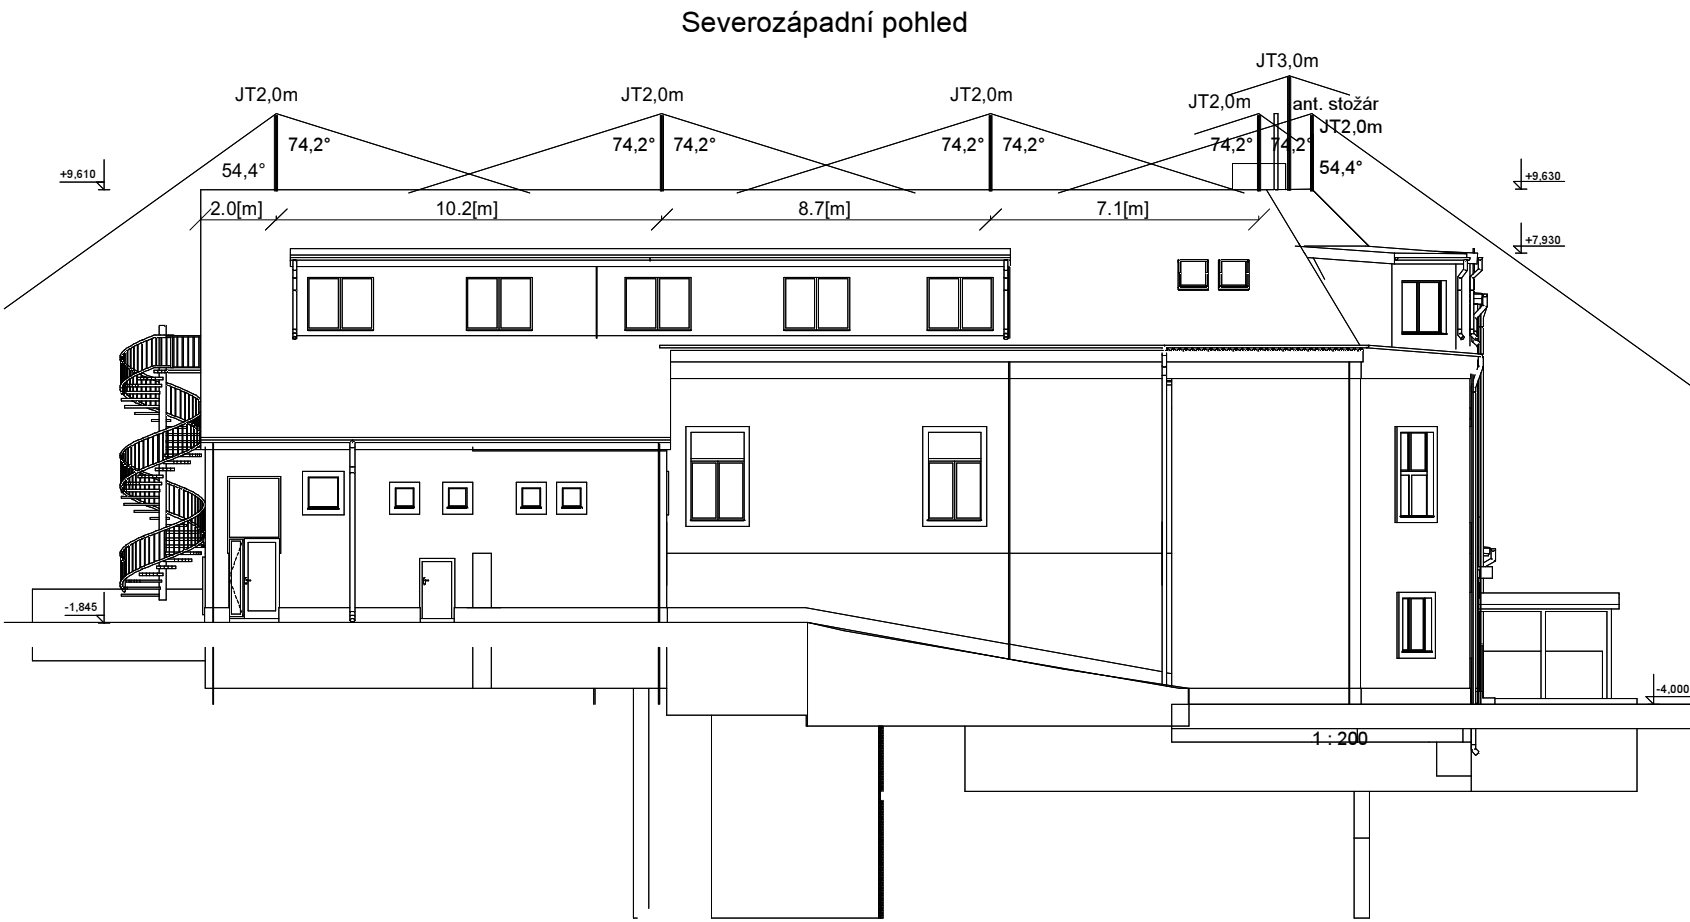 Severozápadní pohled
JT3,0m
JT2,0m
JT2,0m
JT2,0m
JT2,0m
ant. stožár
JT2,0m
74,2°
74,2°
74,2°
74,2°
74,2°
74,2°
74,2°
54,4°
54,4°
+9,610
+9,630
2.0[m]
10.2[m]
8.7[m]
7.1[m]
+7,930
-1,845
-4,000
1 : 200